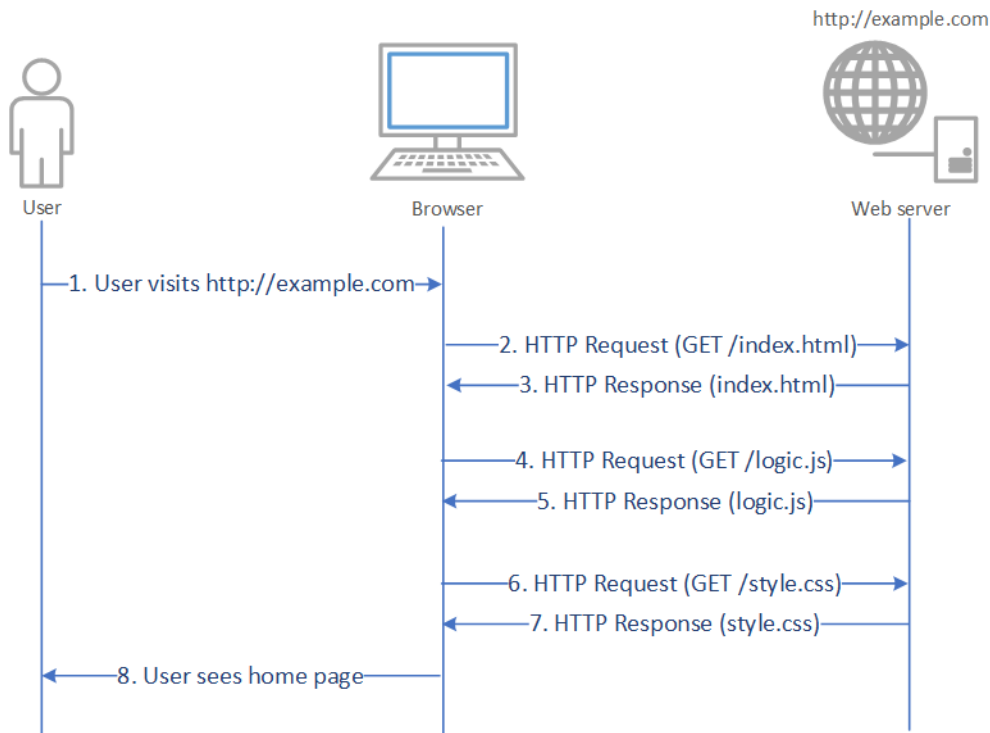 http://example.com
User
Browser
Web server
1. User visits http://example.com
2. HTTP Request (GET /index.html)
3. HTTP Response (index.html)
4. HTTP Request (GET /logic.js)
5. HTTP Response (logic.js)
6. HTTP Request (GET /style.css)
7. HTTP Response (style.css)
8. User sees home page